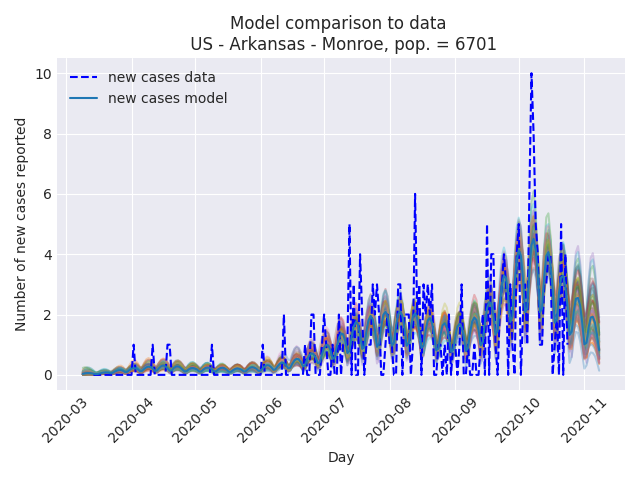 Model comparison to data
US - Arkansas - Monroe, pop. = 6701
new cases data
new cases model
Number of new cases reported
10
8
6
4
2
0
2020-03
2020-04
2020-05
2020-06
2020-07
2020-08
2020-09
2020-10
2020-11
Day